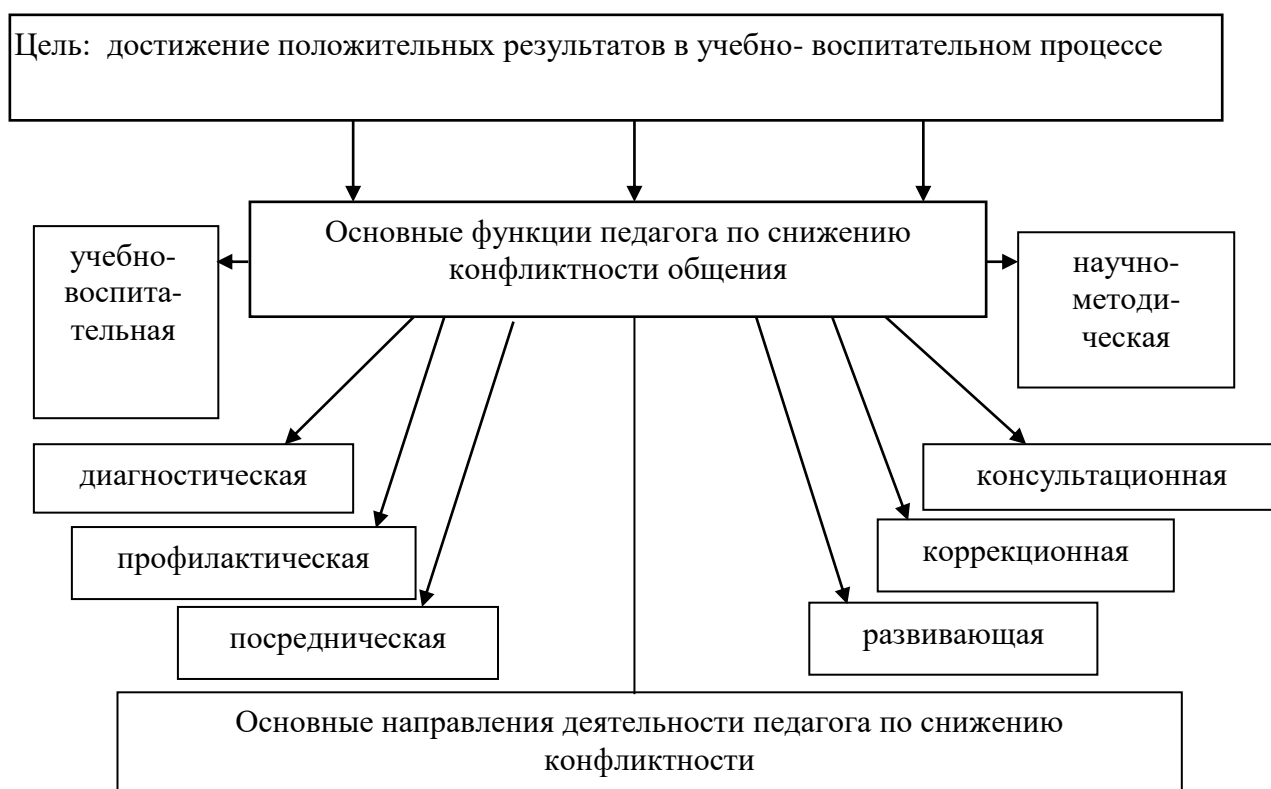 Цель: достижение положительных результатов в учебно- воспитательном процессе
Основные функции педагога по снижению
конфликтности общения
учебно-
воспита-
тельная
научно-
методи-
ческая
диагностическая
консультационная
профилактическая
коррекционная
посредническая
развивающая
Основные направления деятельности педагога по снижению
конфликтности